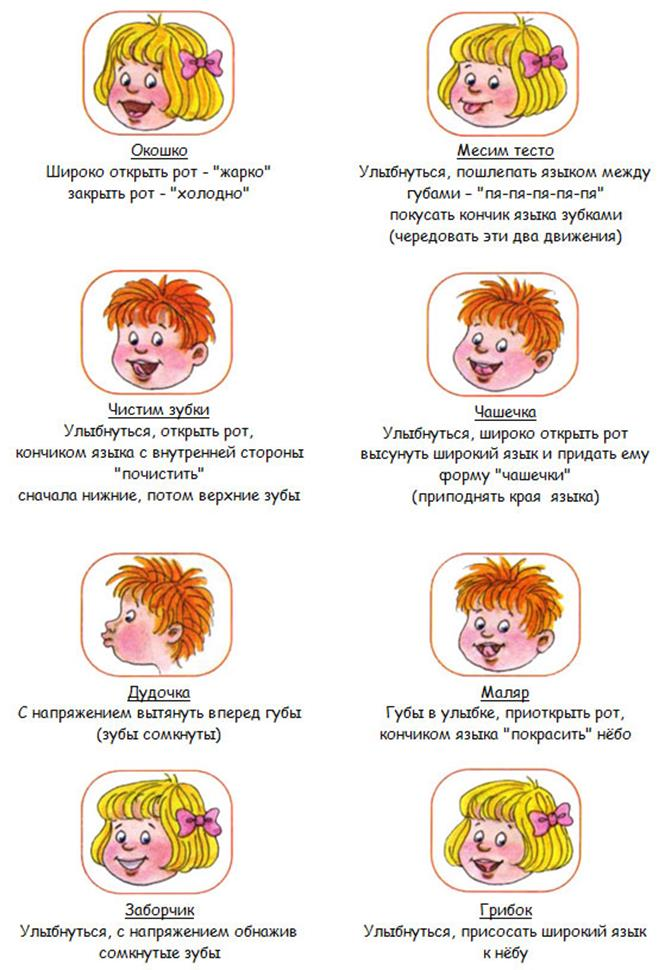 Окошко
Широко открыть рот - "жарко"
закрыть рот - "холодно"
Месим тесто
Улыбнуться, пошлепать языком между
губами – "пя-пя-пя-пя-пя"
покусать кончик языка зубками
(чередовать эти два движения)
Чистим зубки
Улыбнуться, открыть рот,
кончиком языка с внутренней стороны
"почистить"
сначала нижние, потом верхние зубы
Чашечка
Улыбнуться, широко открыть рот
высунуть широкий язык и придать ему
форму "чашечки"
(приподнять края языка)
Дудочка
С напряжением вытянуть вперед губы
(зубы сомкнуты)
Маляр
Губы в улыбке, приоткрыть рот,
кончиком языка "покрасить" нёбо
Заборчик
Улыбнуться, с напряжением обнажив
сомкнутые зубы
Грибок
Улыбнуться, присосать широкий язык
к нёбу